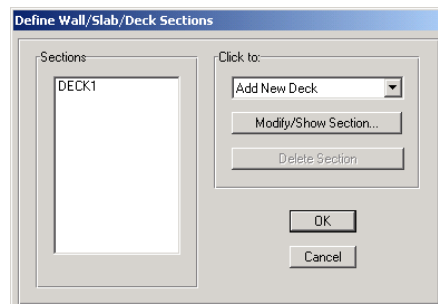 Define Wall/Slab/Deck Sections
Sections
DECK1
Click to:
Add New Deck
Modify/Show Section...
Delete Section
OK
Cancel